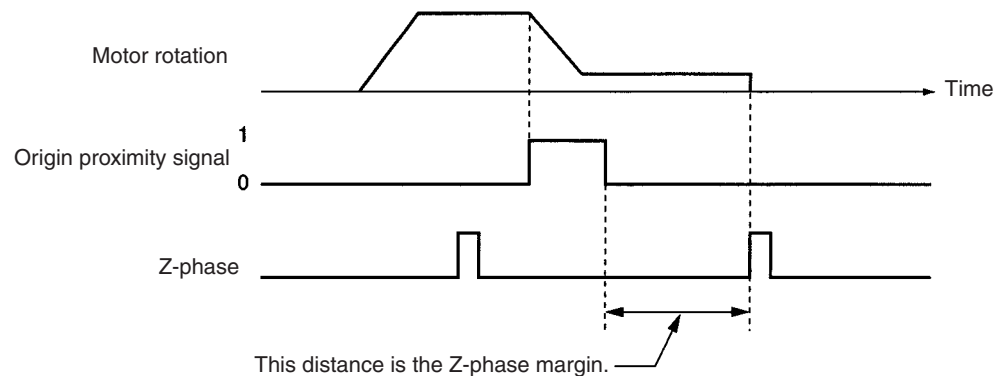 Motor rotation
Time
1
Origin proximity signal
0
Z-phase
This distance is the Z-phase margin.